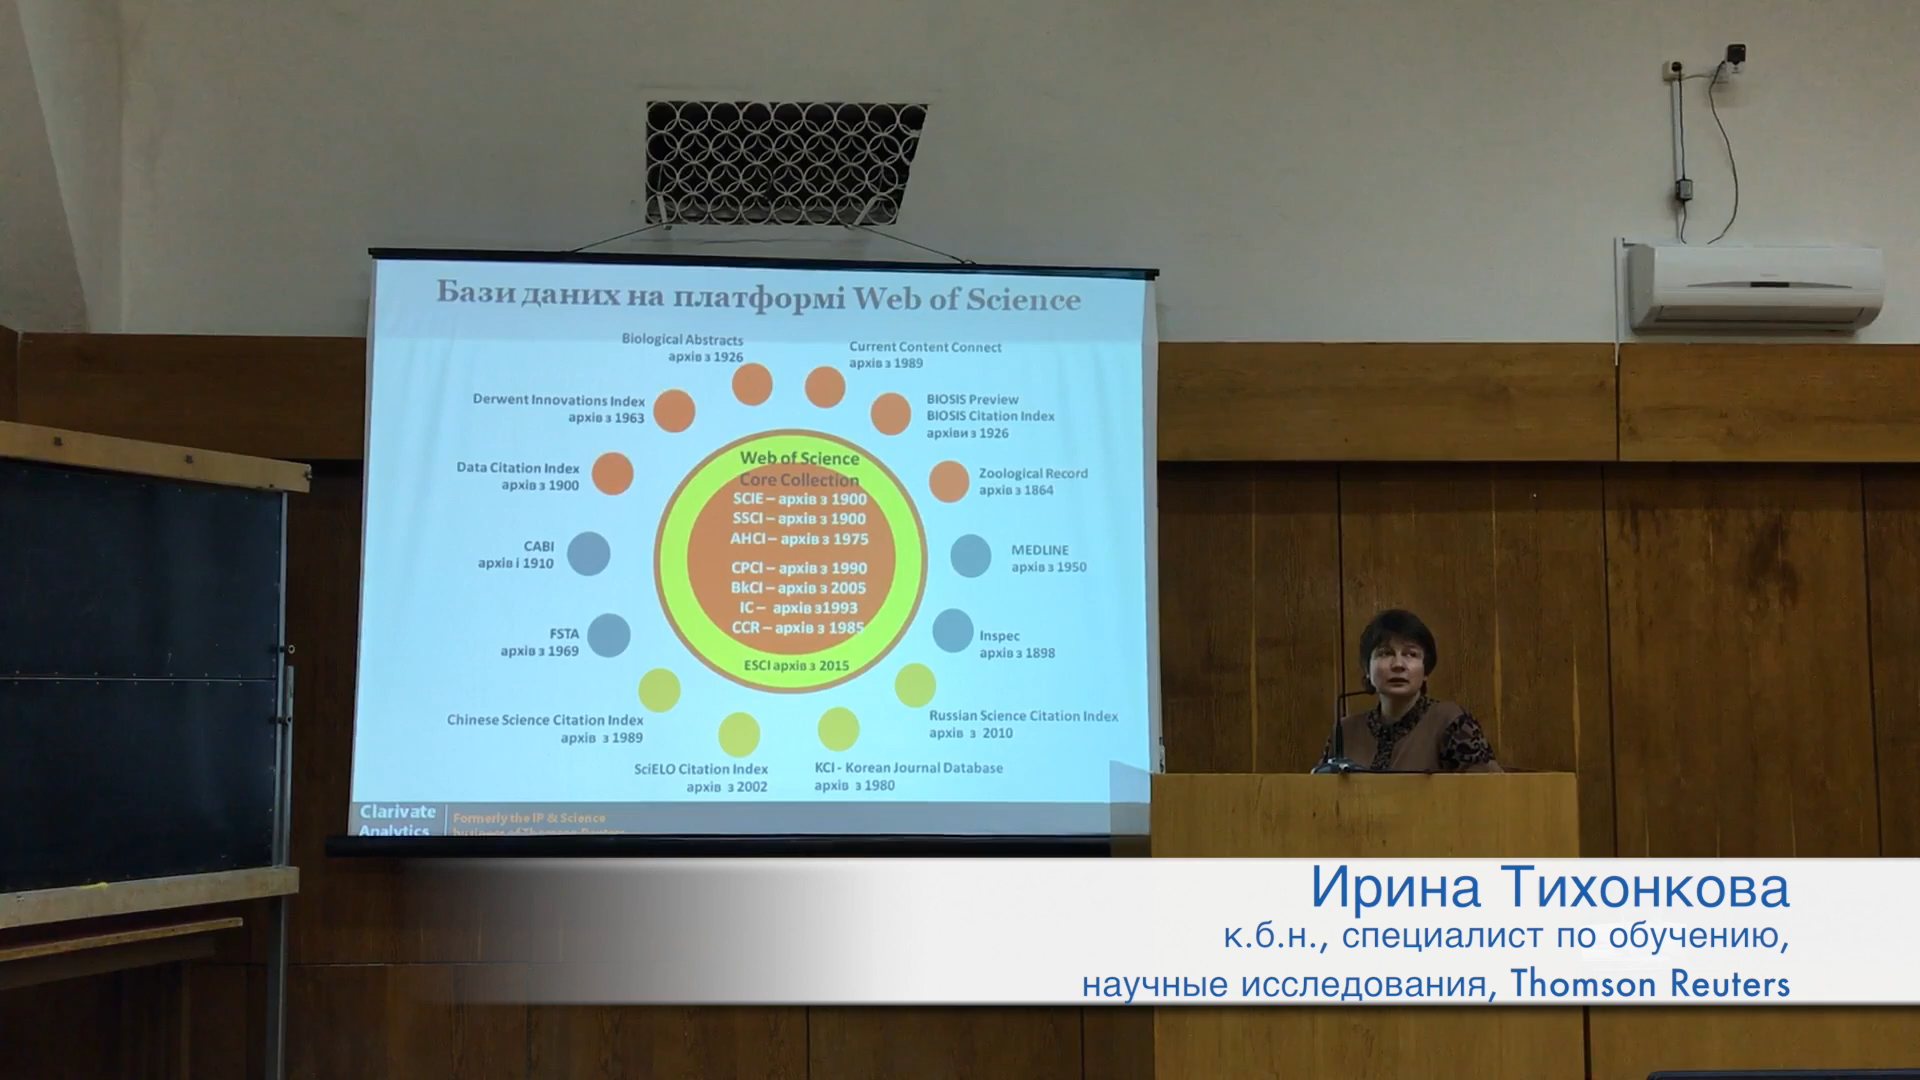 Бази даних на платформі Web of Science
Biological Abstracts
архів з 1926
Current Content Connect
архів з 1989
Derwent Innovations Index
архів з 1963
BIOSIS Preview
BIOSIS Citation Index
архіви з 1926
Data Citation Index
архів з 1900
Zoological Record
архів з 1864
Web of Science
Core Collection
SCIE – архів з 1900
SSCI – архів з 1900
AHCI – архів з 1975
CPCI – архів з 1990
BkCI – архів з 2005
IC – архів з1993
CCR – архів з 1985
ESCI архів з 2015
CABI
архів і 1910
MEDLINE
архів з 1950
FSTA
архів з 1969
Inspec
архів з 1898
Chinese Science Citation Index
архів з 1989
Russian Science Citation Index
архів з 2010
SciELO Citation Index
архів з 2002
KCI - Korean Journal Database
архів з 1980
Clarivate
Analytics
Formerly the IP & Science
business of Thomson Reuters
Ирина Тихонкова
к.б.н., специалист по обучению,
научные исследования, Thomson Reuters